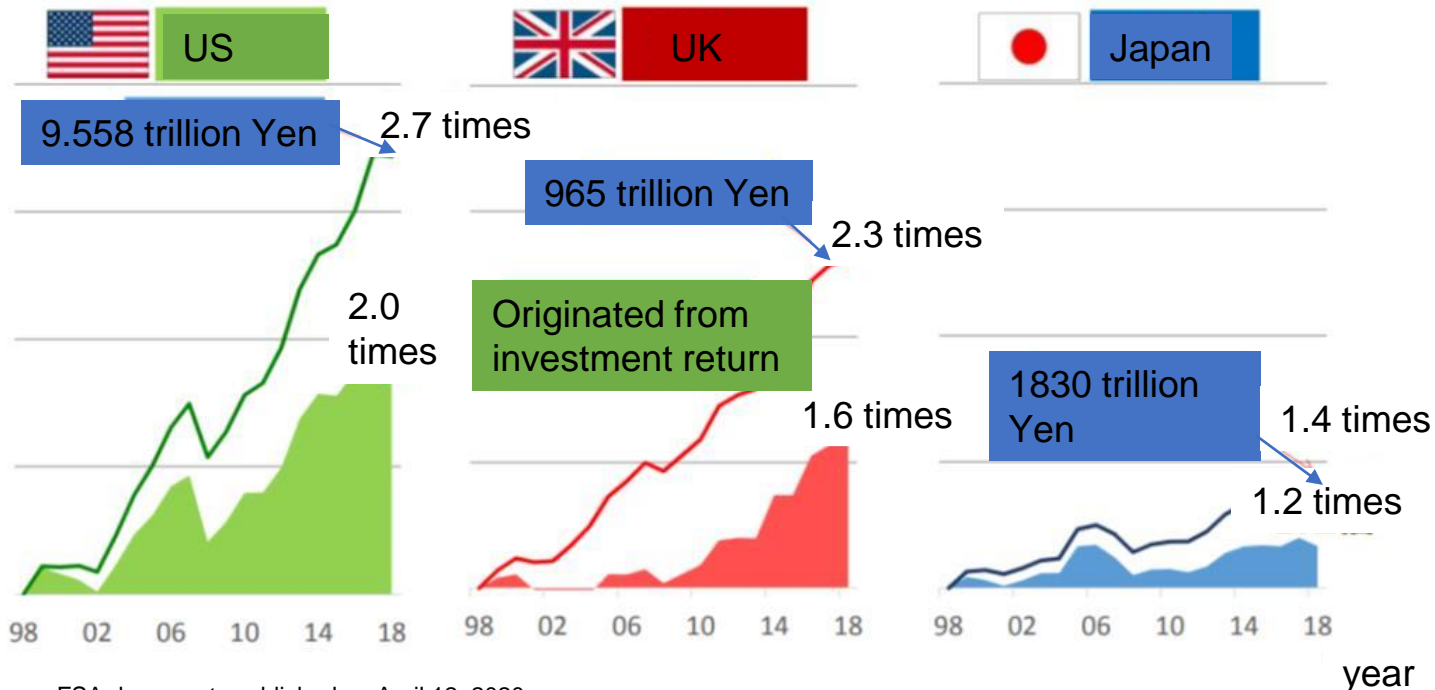 US
UK
Japan
9.558 trillion Yen
2.7 times
965 trillion Yen
2.3 times
2.0
times
Originated from
investment return
1.6 times
1830 trillion
Yen
1.4 times
1.2 times
98 02 06 10 14 18
98 02 06 10 14 18
98 02 06 10 14 18
year